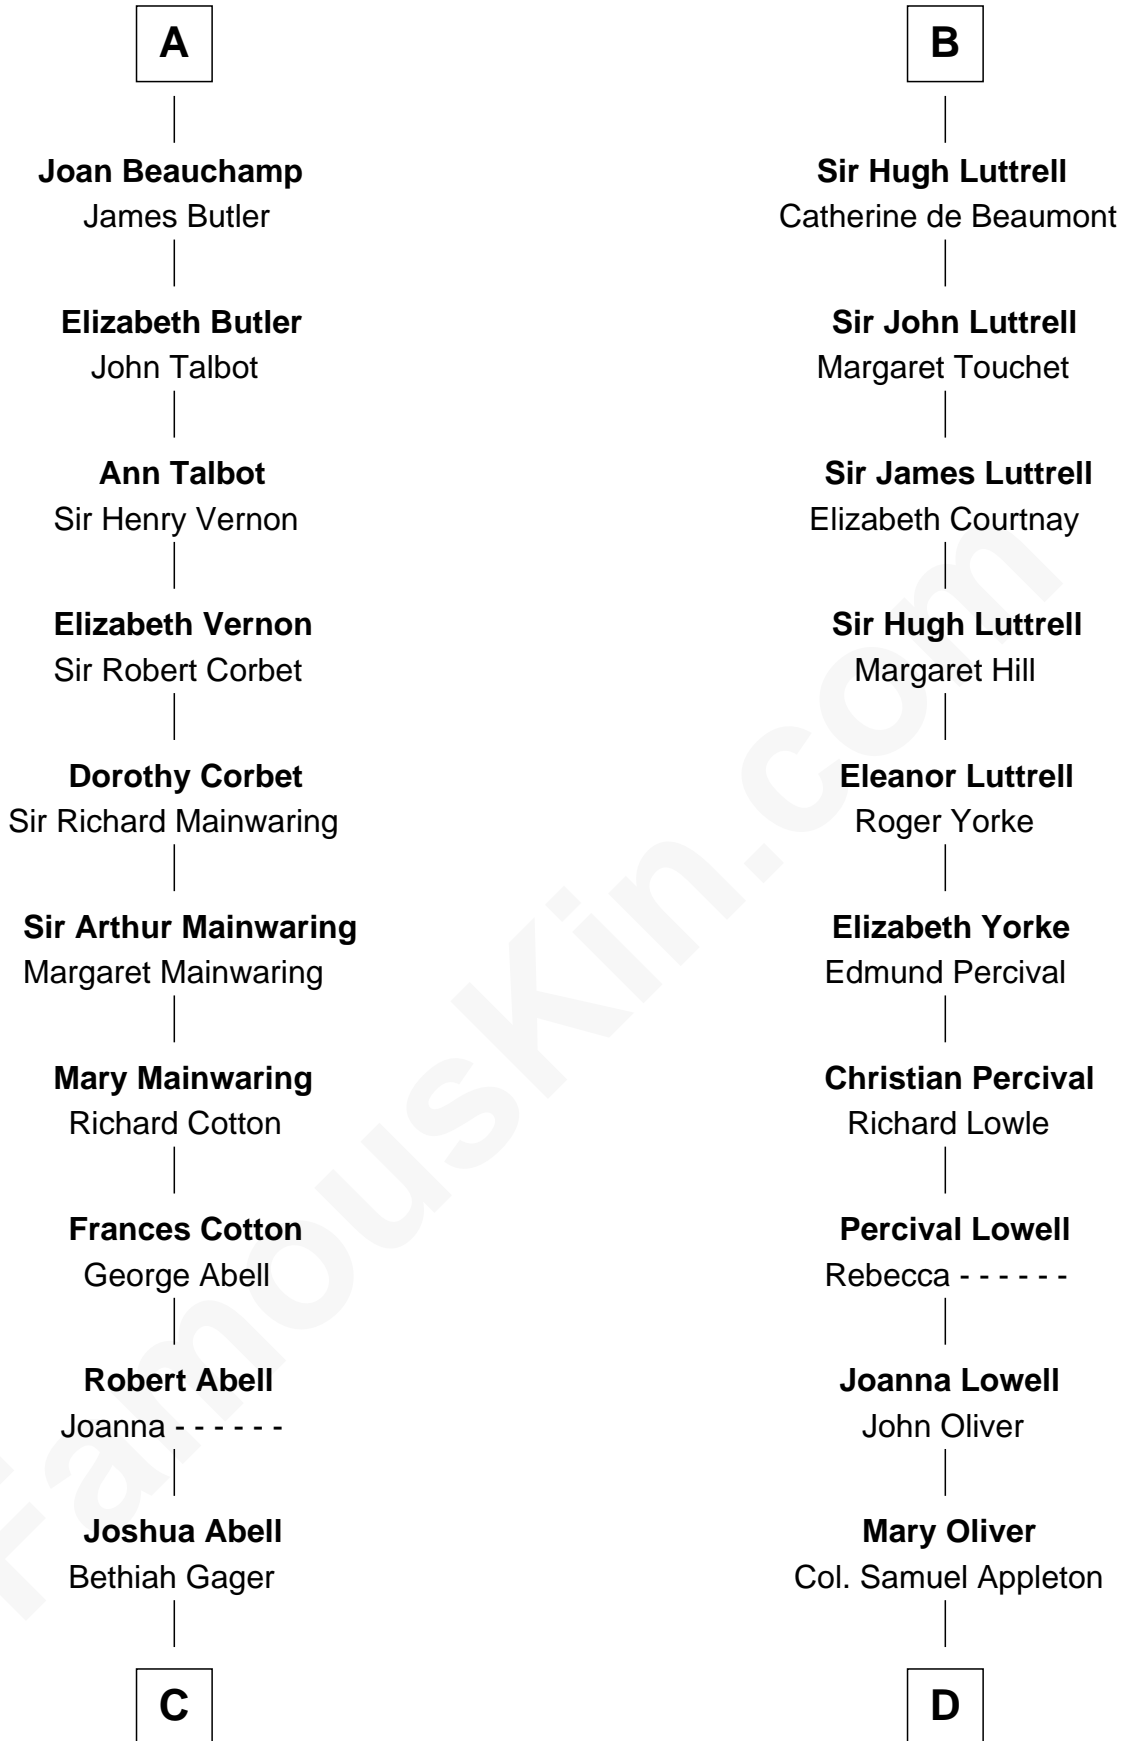 A
Joan Beauchamp
James Butler
Elizabeth Butler
John Talbot
Ann Talbot
Sir Henry Vernon
Elizabeth Vernon
Sir Robert Corbet
Dorothy Corbet
Sir Richard Mainwaring
Sir Arthur Mainwaring
Margaret Mainwaring
Mary Mainwaring
Richard Cotton
Frances Cotton
George Abell
Robert Abell
Joanna - - - - - -
Joshua Abell
Bethiah Gager
C
B
Sir Hugh Luttrell
Catherine de Beaumont
Sir John Luttrell
Margaret Touchet
Sir James Luttrell
Elizabeth Courtnay
Sir Hugh Luttrell
Margaret Hill
Eleanor Luttrell
Roger Yorke
Elizabeth Yorke
Edmund Percival
Christian Percival
Richard Lowle
Percival Lowell
Rebecca - - - - - -
Joanna Lowell
John Oliver
Mary Oliver
Col. Samuel Appleton
D
FamousKin.com